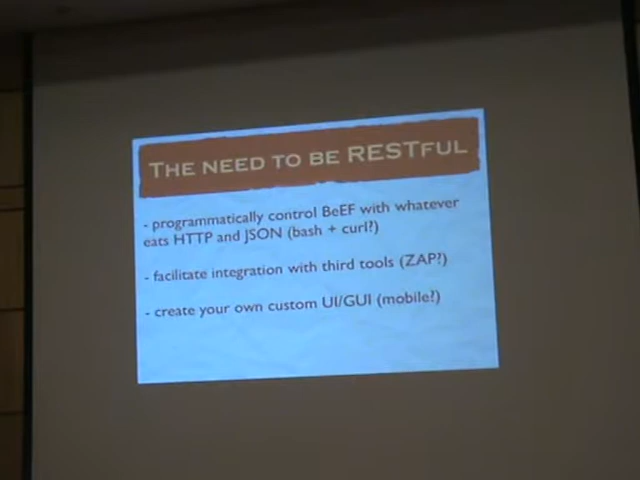 THE NEED TO BE RESTFUL
- programmatically control BeEF with whatever
eats HTTP and JSON (bash + curl?)
- facilitate integration with third tools (ZAP?)
- create your own custom UI/GUI (mobile?)